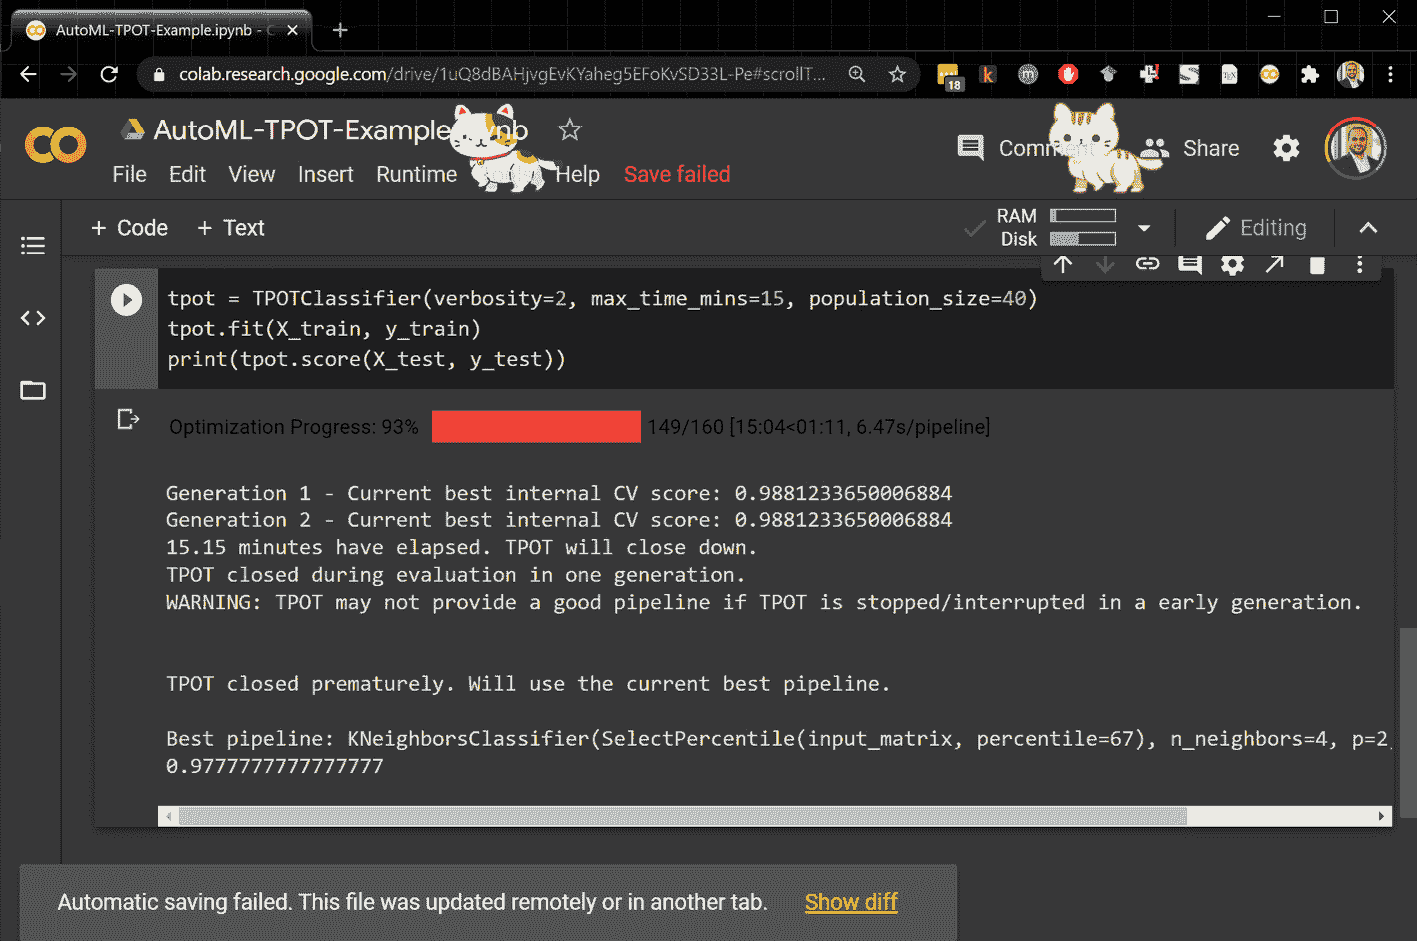 AutoML-TPOT-Example.ipynb - C
colab.research.google.com/drive/1uQ8dBAHjvgEvKYaheg5EFoKvSD33L-Pe#scrollT...
18
AutoML-TPOT-Example
Share
File Edit View Insert Runtime Help Save failed
+ Code + Text
RAM
Disk
Editing
tpot = TPOTClassifier(verbosity=2, max_time_mins=15, population_size=40)
tpot.fit(X_train, y_train)
print(tpot.score(X_test, y_test))
Optimization Progress: 93% 149/160 [15:04<01:11, 6.47s/pipeline]
Generation 1 - Current best internal CV score: 0.9881233650006884
Generation 2 - Current best internal CV score: 0.9881233650006884
15.15 minutes have elapsed. TPOT will close down.
TPOT closed during evaluation in one generation.
WARNING: TPOT may not provide a good pipeline if TPOT is stopped/interrupted in a early generation.
TPOT closed prematurely. Will use the current best pipeline.
Best pipeline: KNeighborsClassifier(SelectPercentile(input_matrix, percentile=67), n_neighbors=4, p=2,
0.9777777777777777
Automatic saving failed. This file was updated remotely or in another tab. Show diff